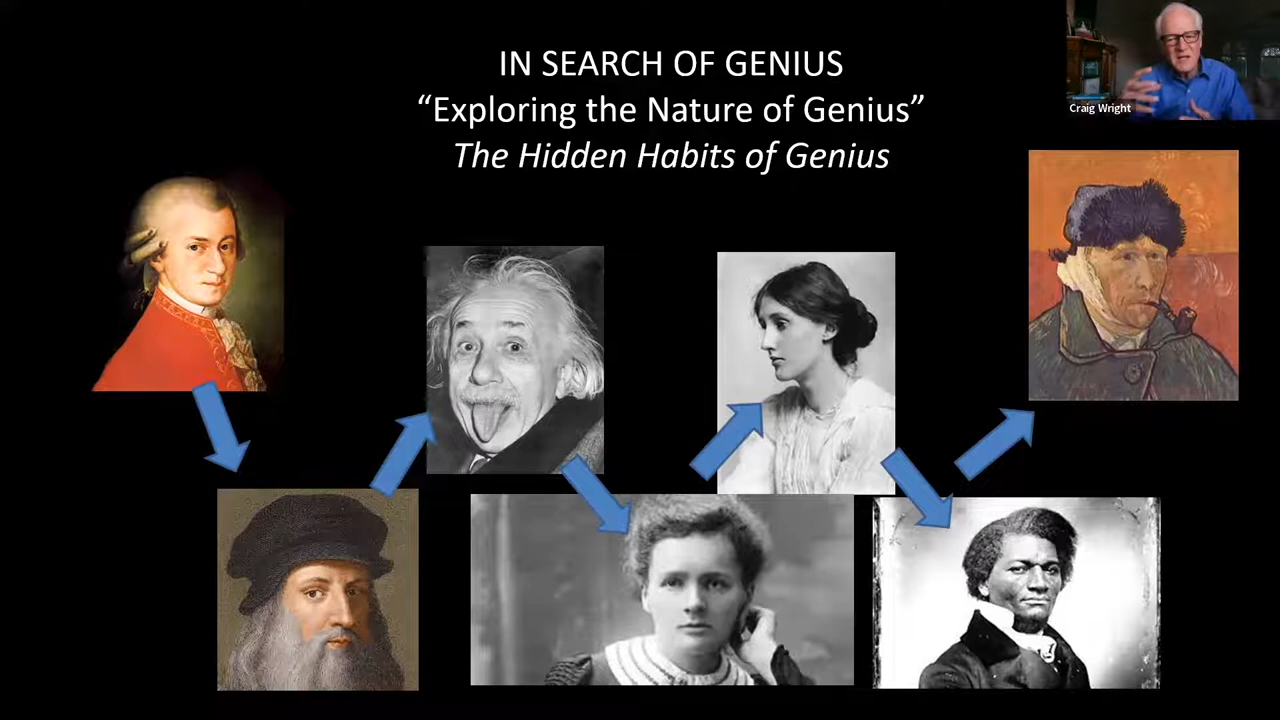 IN SEARCH OF GENIUS
“Exploring the Nature of Genius”
The Hidden Habits of Genius
Craig Wright